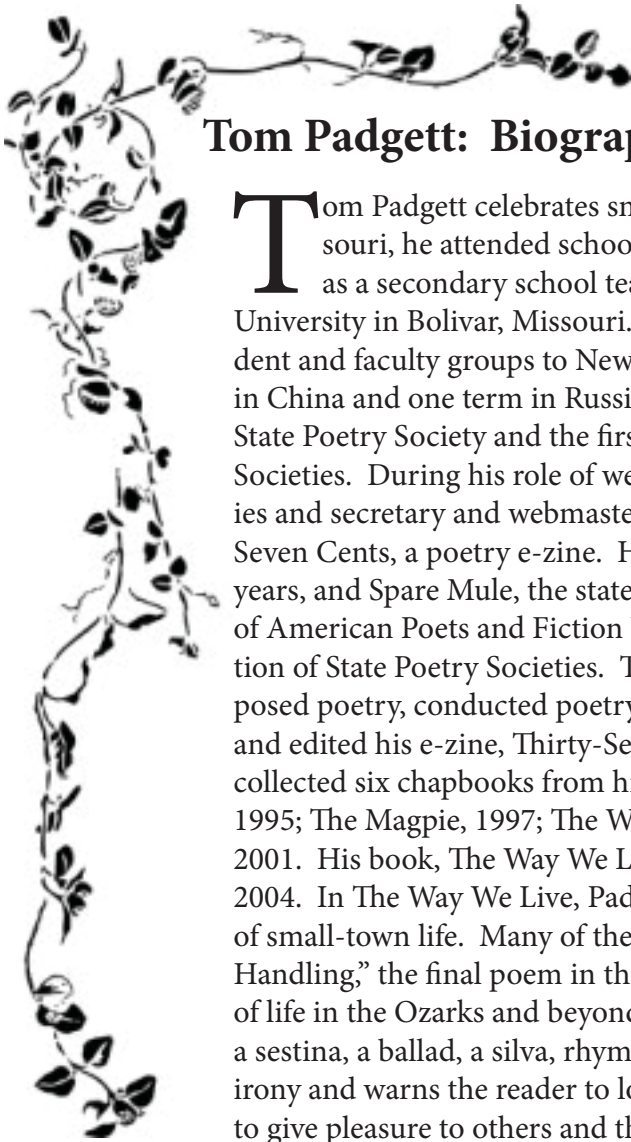 Tom Padgett:  Biograp
Tom Padgett celebrates sm
souri, he attended schoo
as a secondary school tea
University in Bolivar, Missouri.
dent and faculty groups to New
in China and one term in Russi
State Poetry Society and the firs
Societies.  During his role of we
ies and secretary and webmaste
Seven Cents, a poetry e-zine.  H
years, and Spare Mule, the state
of American Poets and Fiction
tion of State Poetry Societies.  T
posed poetry, conducted poetry
and edited his e-zine, Thirty-Se
collected six chapbooks from hi
1995; The Magpie, 1997; The W
2001.  His book, The Way We L
2004.  In The Way We Live, Pad
of small-town life.  Many of the
Handling,” the final poem in th
of life in the Ozarks and beyond
a sestina, a ballad, a silva, rhym
irony and warns the reader to lo
to give pleasure to others and th